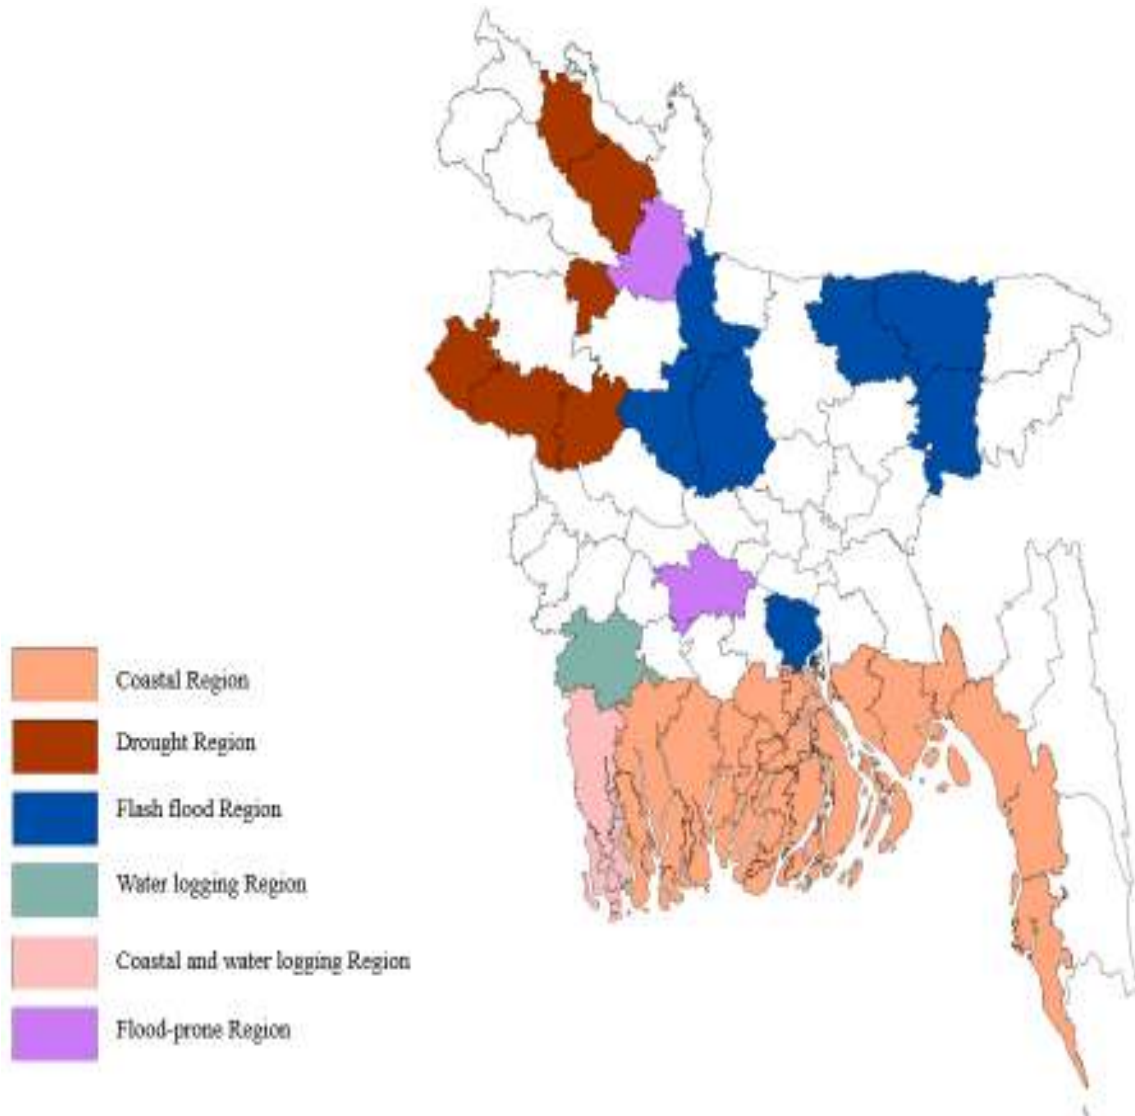 Coastal Region
Drought Region
Flash flood Region
Water logging Region
Coastal and water logging Region
Flood-prone Region